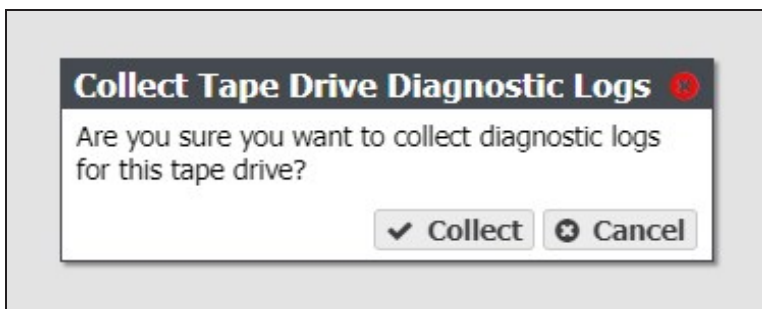 Collect Tape Drive Diagnostic Logs
Are you sure you want to collect diagnostic logs
for this tape drive?
Collect Cancel